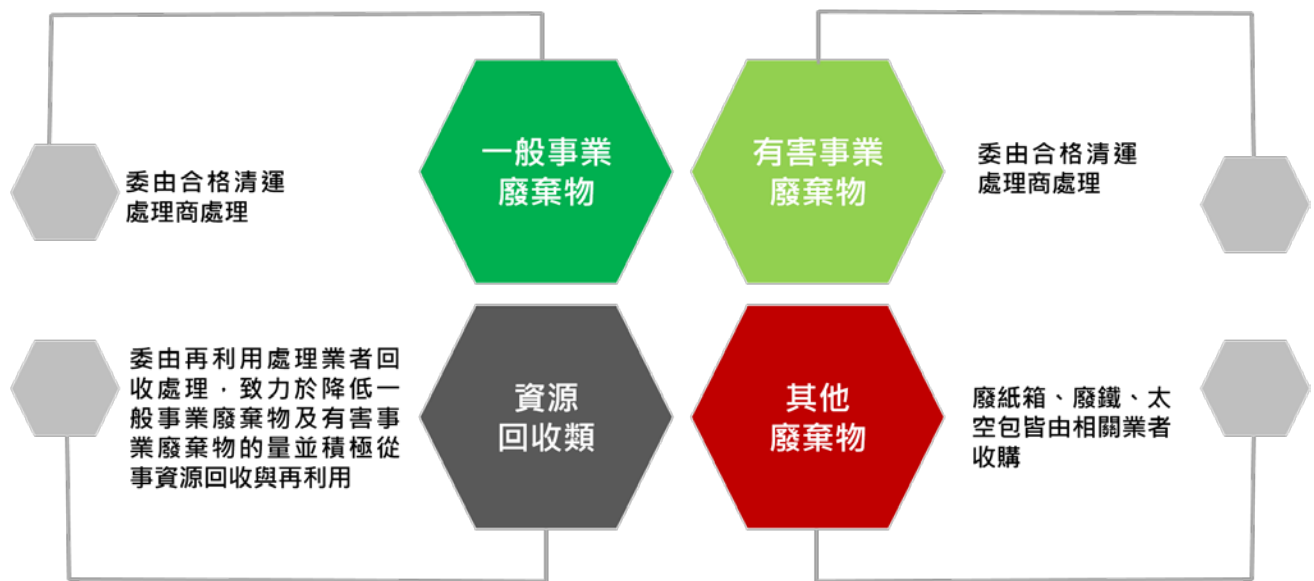 一般事業
廢棄物
委由合格清運
處理商處理
有害事業
廢棄物
委由合格清運
處理商處理
資源
回收類
委由再利用處理業者回
收處理，致力於降低一
般事業廢棄物及有害事
業廢棄物的量並積極從
事資源回收與再利用
其他
廢棄物
廢紙箱、廢鐵、太
空包皆由相關業者
收購